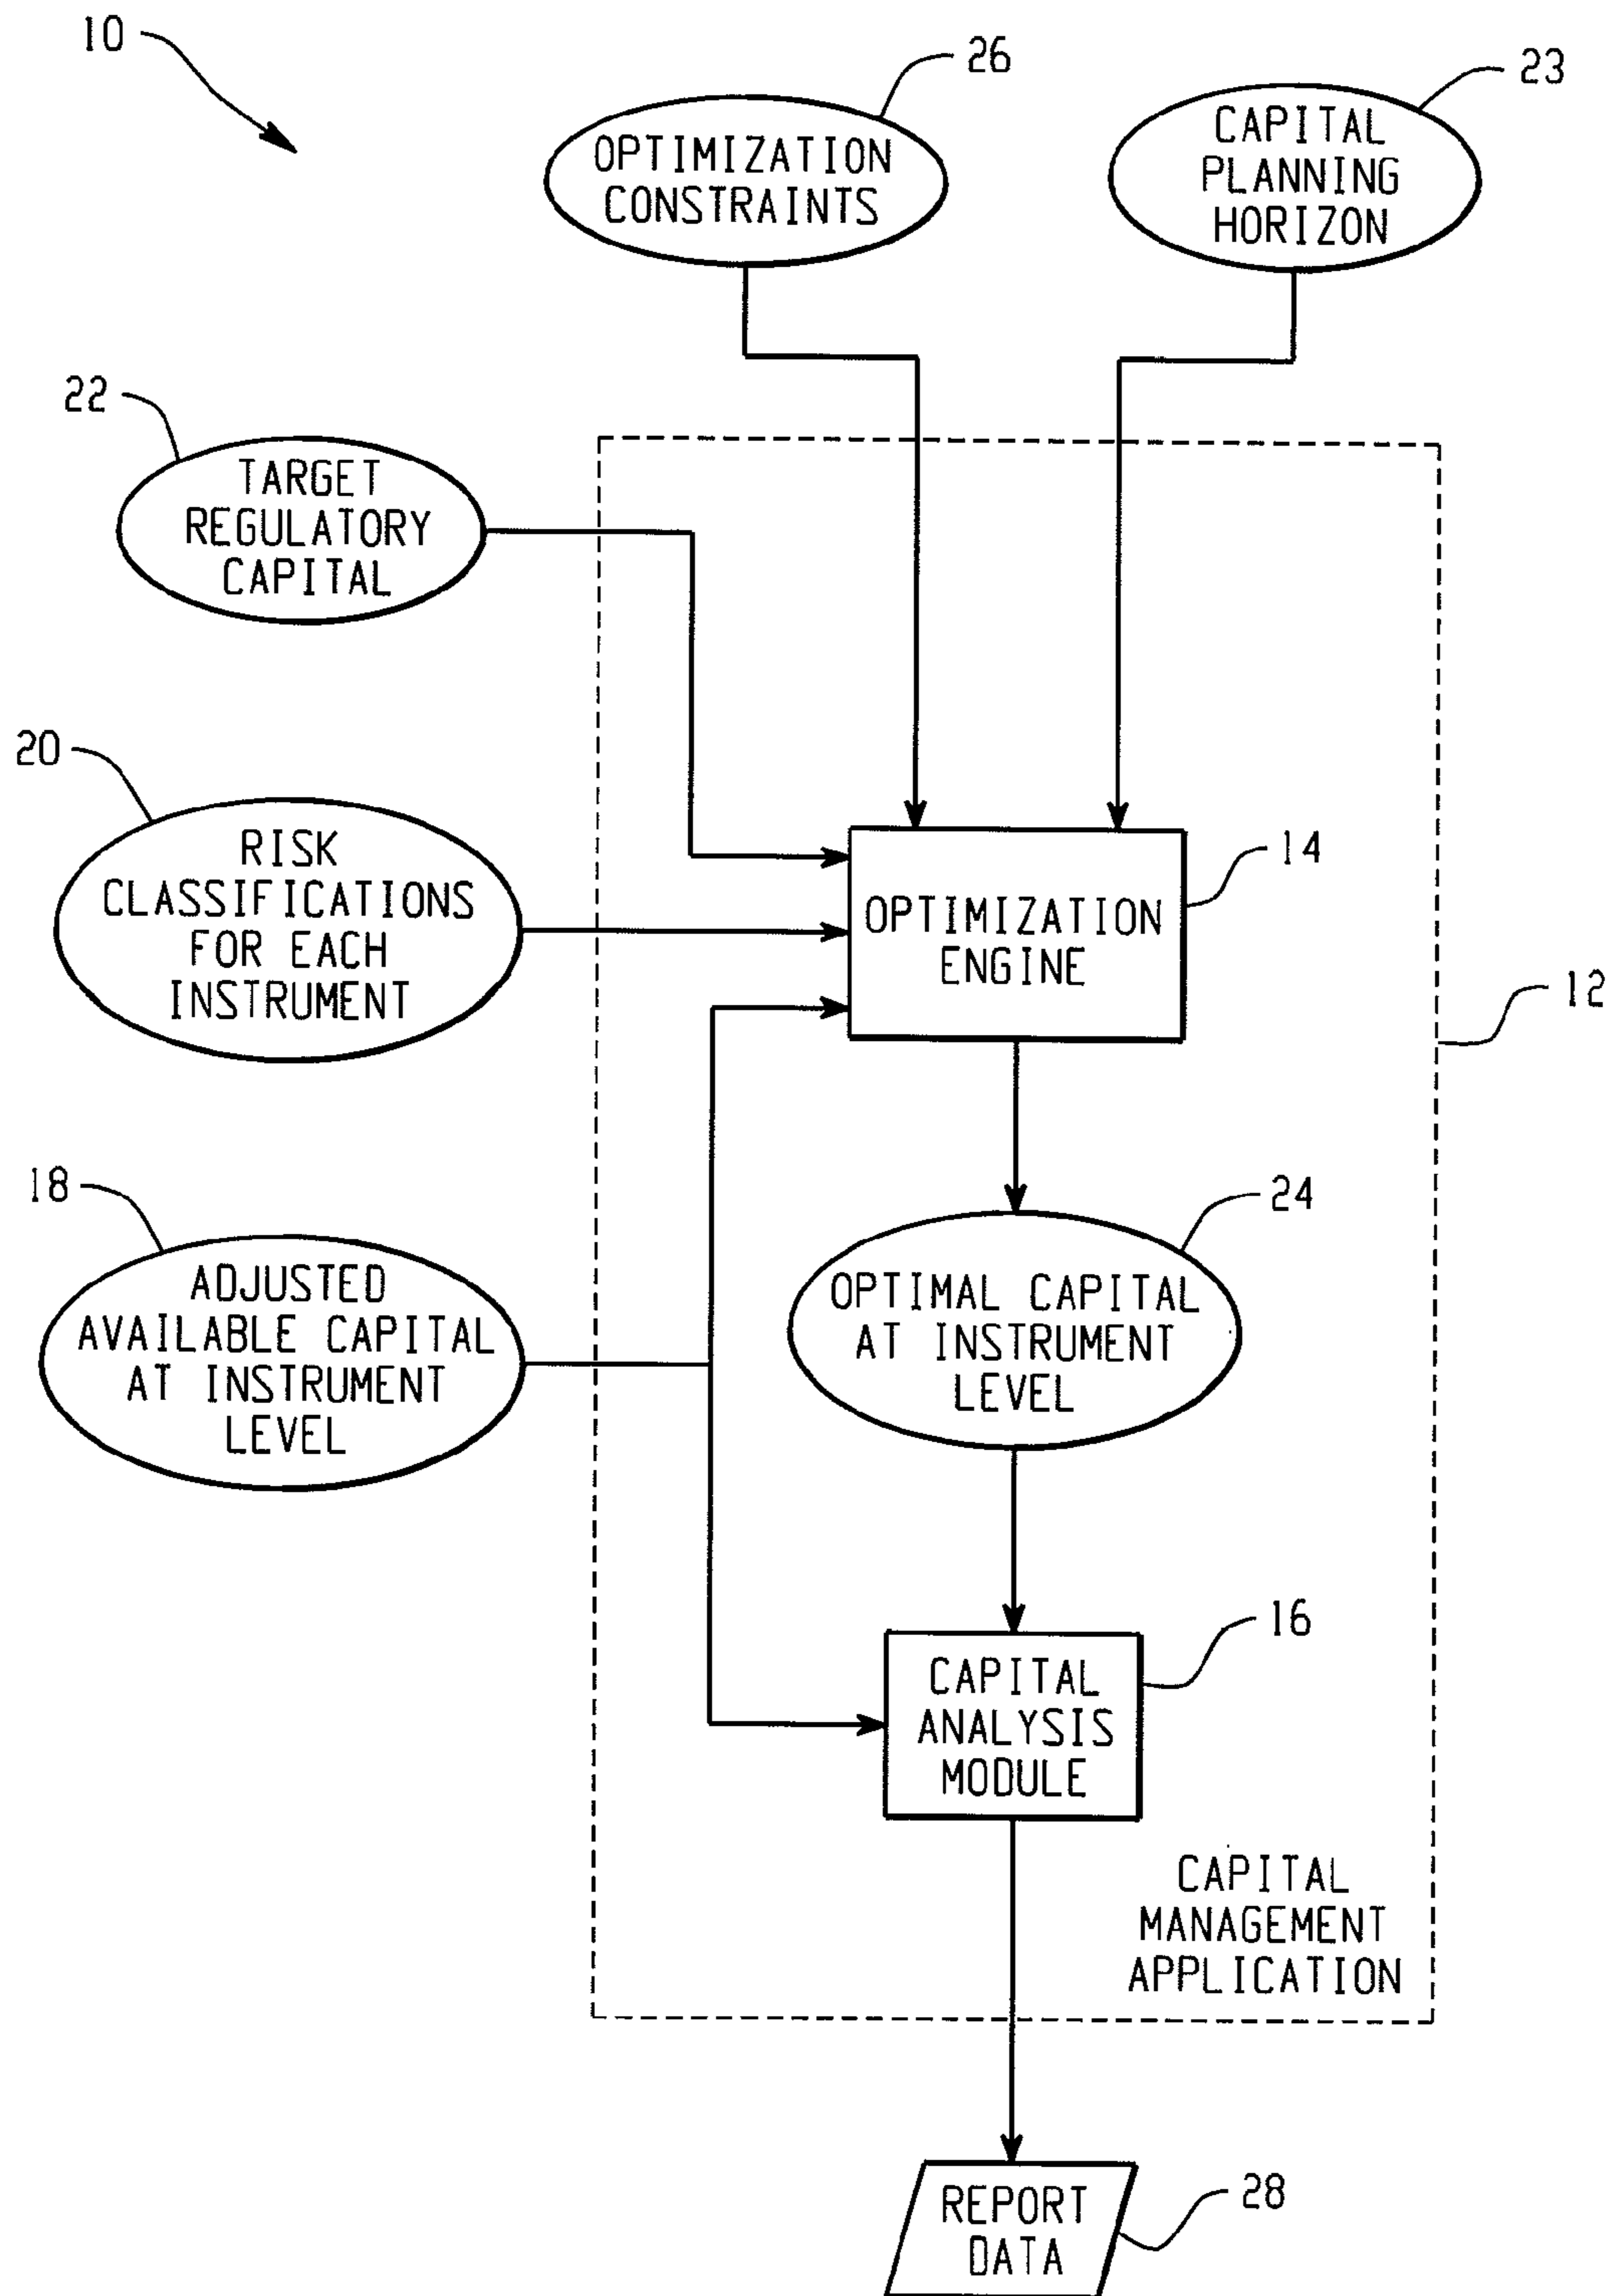 10
26
23
OPTIMIZATION
CONSTRAINTS
CAPITAL
PLANNING
HORIZON
22
TARGET
REGULATORY
CAPITAL
20
RISK
CLASSIFICATIONS
FOR EACH
INSTRUMENT
14
OPTIMIZATION
ENGINE
12
18
ADJUSTED
AVAILABLE CAPITAL
AT INSTRUMENT
LEVEL
24
OPTIMAL CAPITAL
AT INSTRUMENT
LEVEL
16
CAPITAL
ANALYSIS
MODULE
CAPITAL
MANAGEMENT
APPLICATION
28
REPORT
DATA